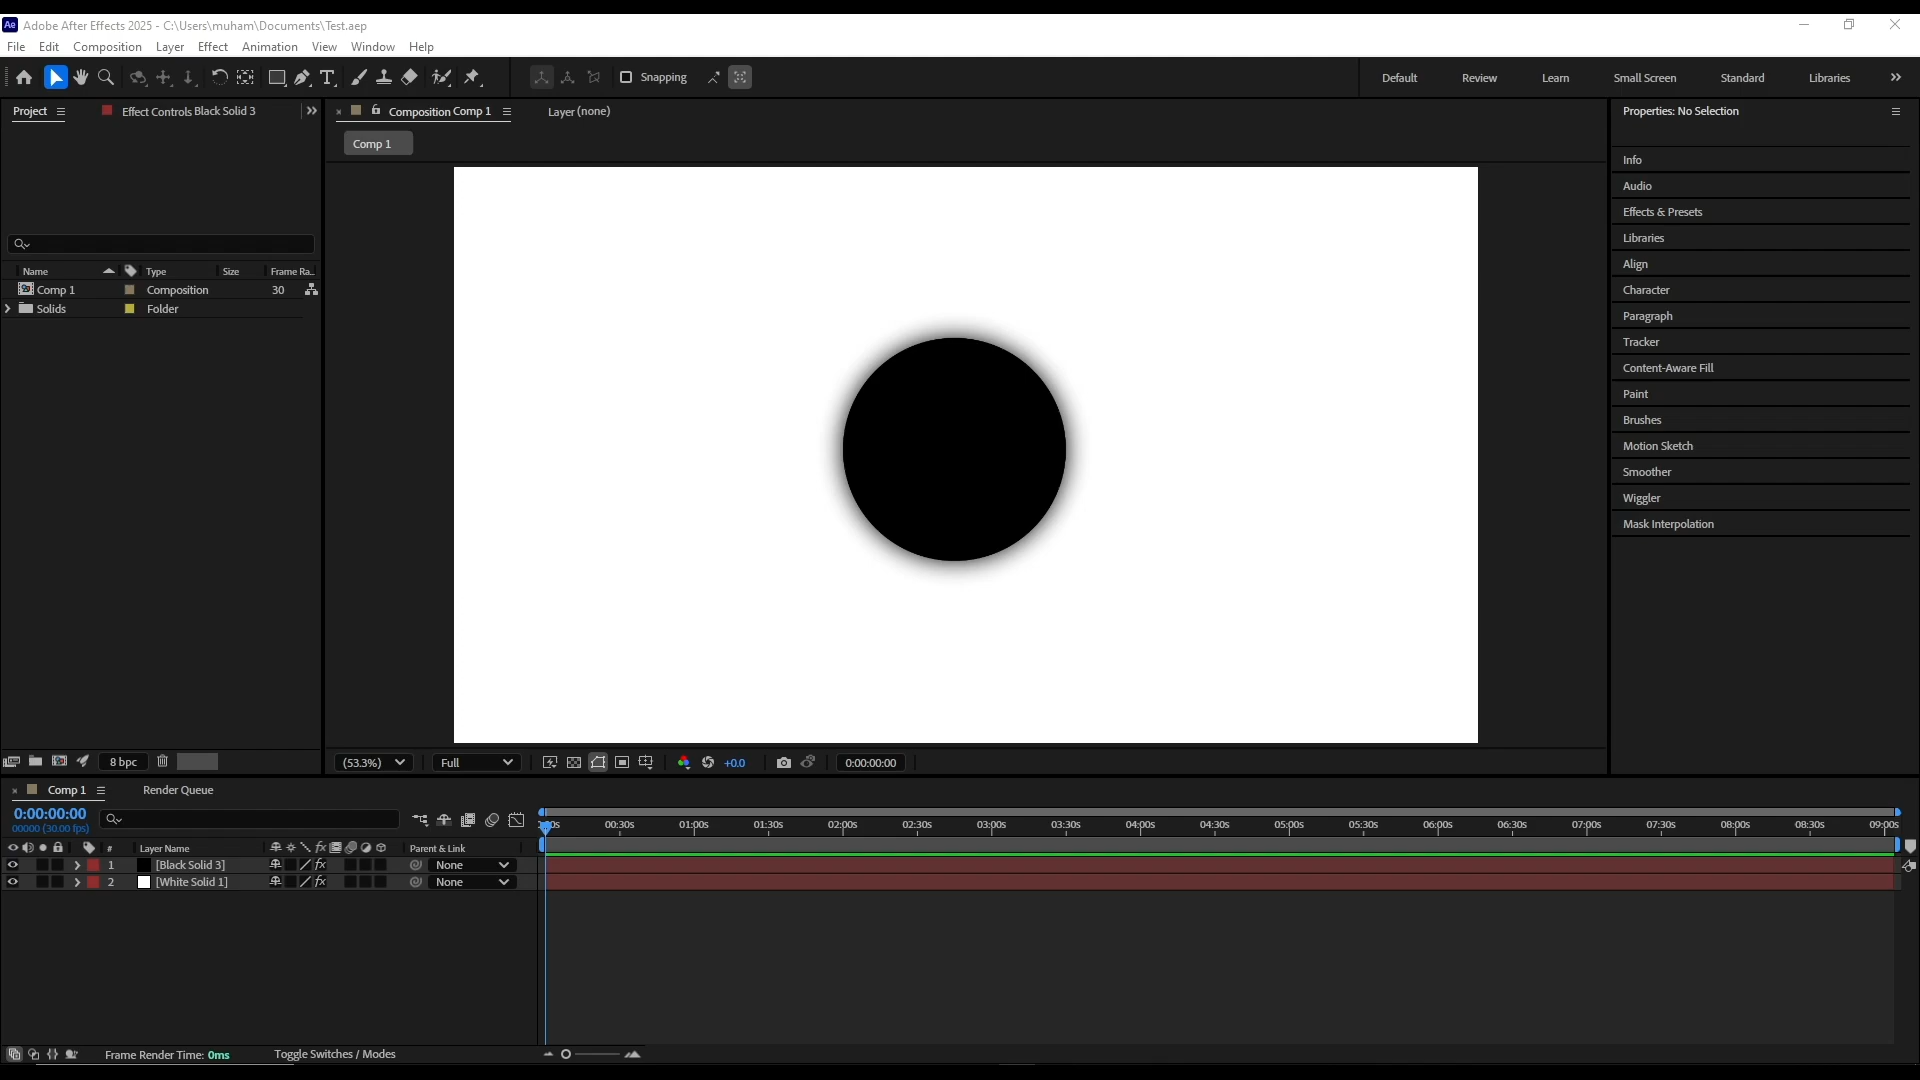 Ae Adobe After Effects 2025 - C:\Users\muham\Documents\Test.aep
File Edit Composition Layer Effect Animation View Window Help
Snapping
Default Review Learn Small Screen Standard Libraries
Project Effect Controls Black Solid 3
Composition Comp 1 Layer (none)
Properties: No Selection
Comp 1
Info
Audio
Effects & Presets
Libraries
Align
Character
Paragraph
Tracker
Content-Aware Fill
Paint
Brushes
Motion Sketch
Smoother
Wiggler
Mask Interpolation
Name Type Size Frame Ra..
Comp 1 Composition 30
Solids Folder
8 bpc
(53.3%) Full +0.0 0:00:00:00
Comp 1 Render Queue
0:00:00:00
00000 (30.00 fps)
00:30s 01:00s 01:30s 02:00s 02:30s 03:00s 03:30s 04:00s 04:30s 05:00s 05:30s 06:00s 06:30s 07:00s 07:30s 08:00s 08:30s 09:00s
# Layer Name fx Parent & Link
1 [Black Solid 3] fx None
2 [White Solid 1] fx None
Frame Render Time: 0ms Toggle Switches / Modes